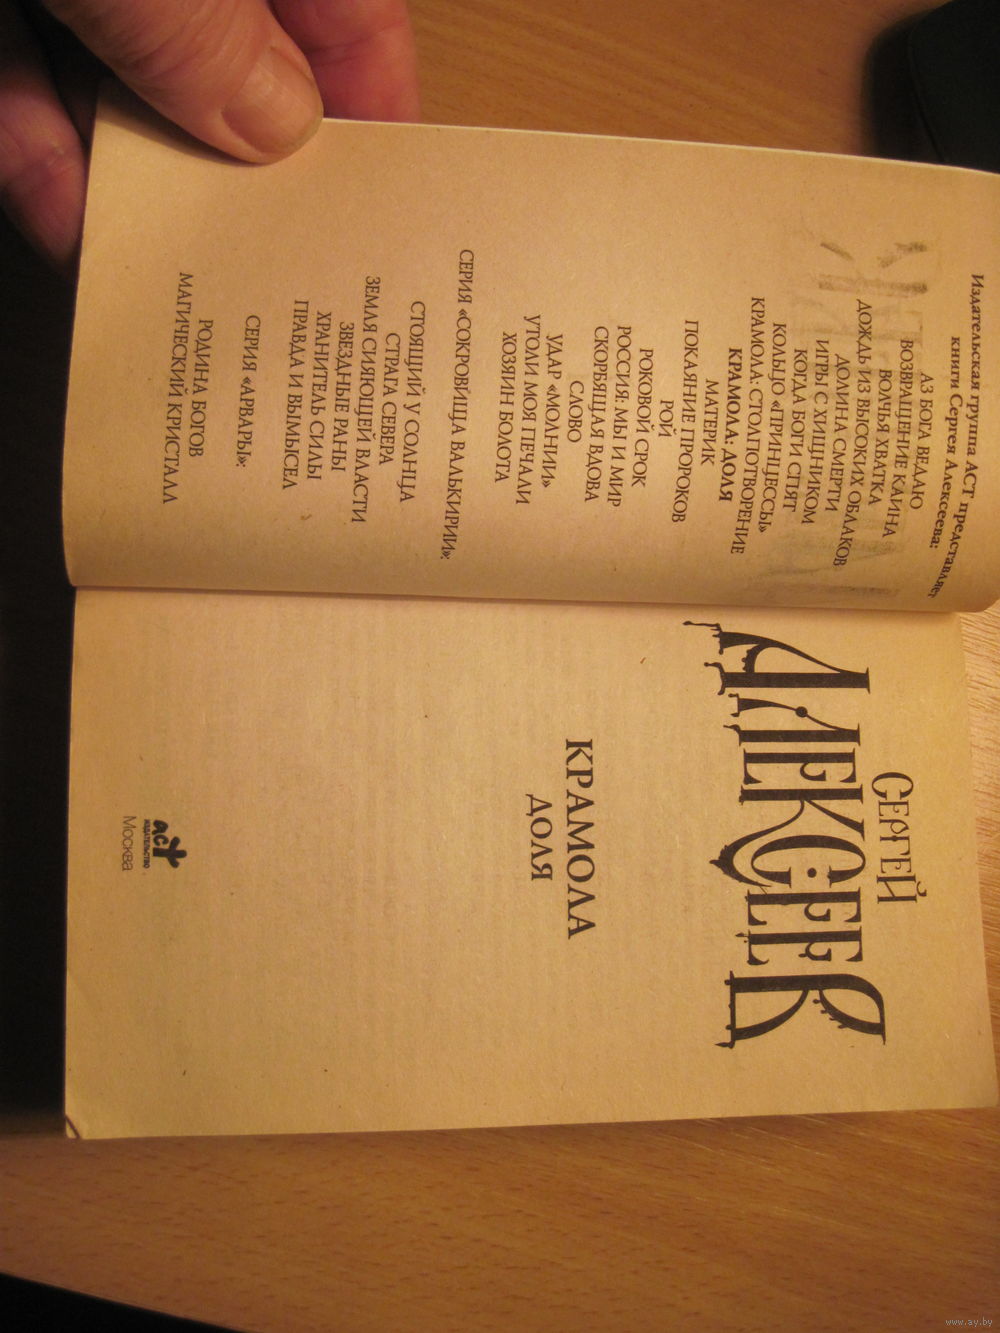 Издательская группа АСТ представляет
книги Сергея Алексеева:
АЗ БОГА ВЕДАЮ
ВОЗВРАЩЕНИЕ КАИНА
ВОЛЧЬЯ ХВАТКА
ДОЖДЬ ИЗ ВЫСОКИХ ОБЛАКОВ
ДОЛИНА СМЕРТИ
ИГРЫ С ХИЩНИКОМ
КОГДА БОГИ СПЯТ
КОЛЬЦО «ПРИНЦЕССЫ»
КРАМОЛА: СТОЛПОТВОРЕНИЕ
КРАМОЛА: ДОЛЯ
МАТЕРИК
ПОКАЯНИЕ ПРОРОКОВ
РОЙ
РОКОВОЙ СРОК
РОССИЯ: МЫ И МИР
СКОРБЯЩАЯ ВДОВА
СЛОВО
УДАР «МОЛНИИ»
УТОЛИ МОЯ ПЕЧАЛИ
ХОЗЯИН БОЛОТА
СЕРИЯ «СОКРОВИЩА ВАЛЬКИРИИ»:
СТОЯЩИЙ У СОЛНЦА
СТРАГА СЕВЕРА
ЗЕМЛЯ СИЯЮЩЕЙ ВЛАСТИ
ЗВЕЗДНЫЕ РАНЫ
ХРАНИТЕЛЬ СИЛЫ
ПРАВДА И ВЫМЫСЕЛ
СЕРИЯ «АРВАРЫ»:
РОДИНА БОГОВ
МАГИЧЕСКИЙ КРИСТАЛЛ
СЕРГЕЙ
АЛЕКСЕЕВ
КРАМОЛА
ДОЛЯ
аст
ИЗДАТЕЛЬСТВО
Москва
www.ay.by